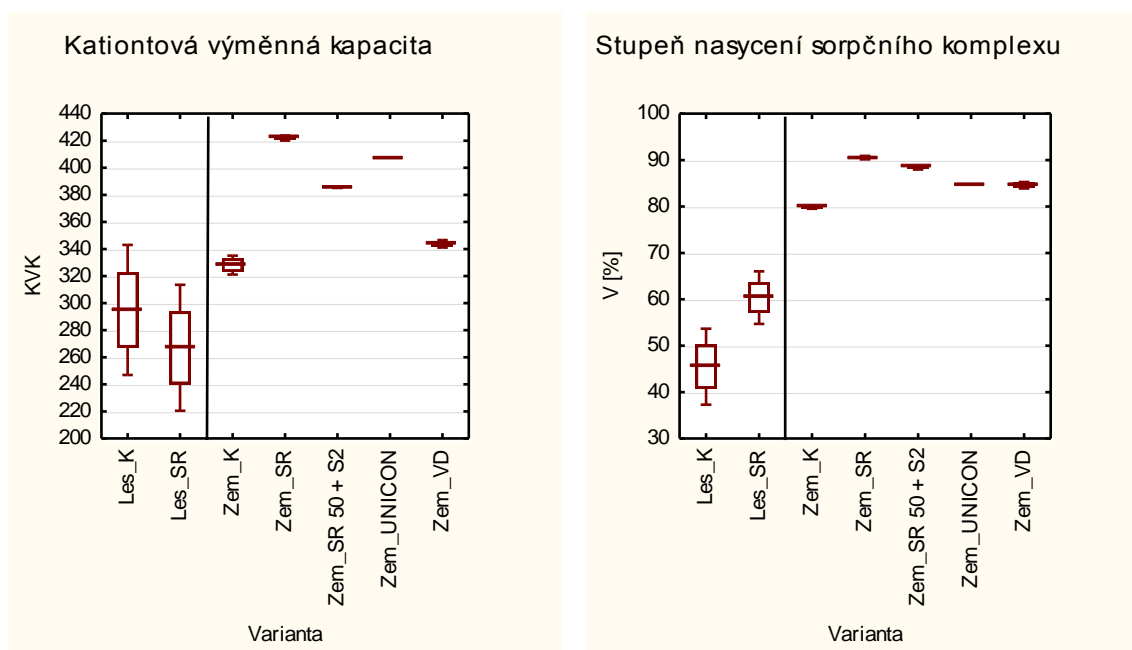 Kationtová výměnná kapacita
KVK
440
420
400
380
360
340
320
300
280
260
240
220
200
Les_K
Les_SR
Zem_K
Zem_SR
Zem_SR 50 + S2
Zem_UNICON
Zem_VD
Varianta
Stupeň nasycení sorpčního komplexu
V [%]
100
90
80
70
60
50
40
30
Les_K
Les_SR
Zem_K
Zem_SR
Zem_SR 50 + S2
Zem_UNICON
Zem_VD
Varianta